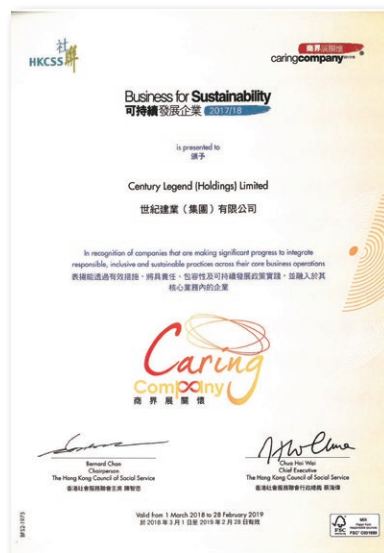 社聯
HKCSS
商界展關懷
caringcompany
Business for Sustainability
可持續發展企業 2017/18
is presented to
頒予
Century Legend (Holdings) Limited
世紀建業(集團)有限公司
In recognition of companies that are making significant progress to integrate
responsible, inclusive and sustainable practices across their core business operations
表揚能透過有效措施,將具責任、包容性及可持續發展政策實踐,並融入於其
核心業務內的企業
Caring
Company
商界展關懷
Bernard Chan
Chairperson
The Hong Kong Council of Social Service
香港社會服務聯會主席 陳智思
Chua Hoi Wai
Chief Executive
The Hong Kong Council of Social Service
香港社會服務聯會行政總裁 蔡海偉
Valid from 1 March 2018 to 28 February 2019
於 2018 年 3 月 1 日至 2019 年 2 月 28 日有效
FSC
MIX